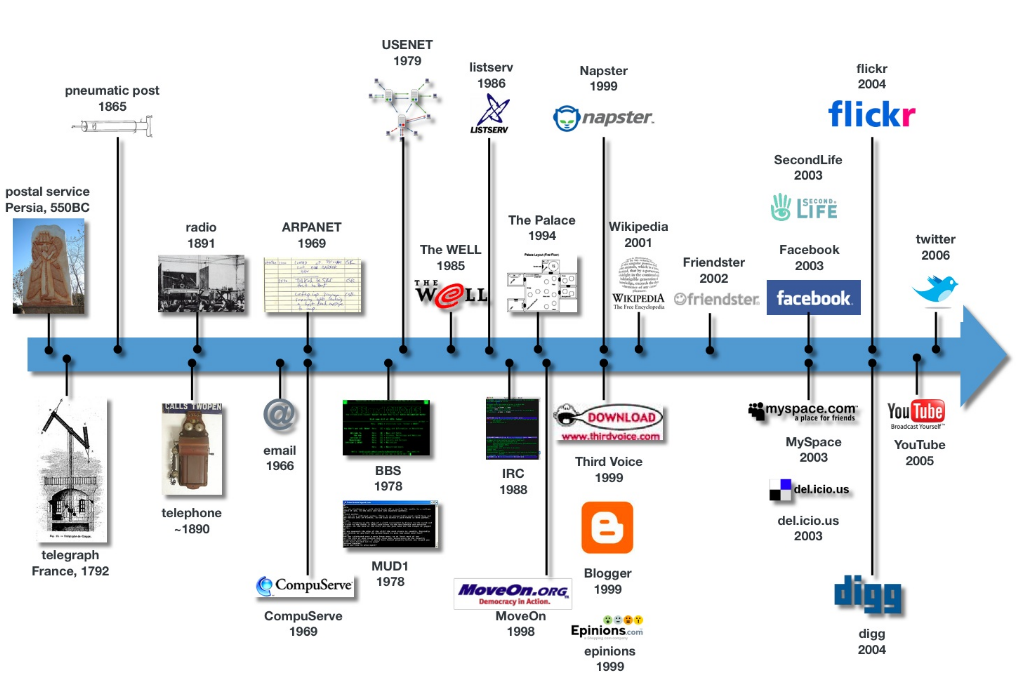 USENET
1979
listserv
1986
LISTSERV
Napster
1999
napster
flickr
2004
flickr
pneumatic post
1865
SecondLife
2003
SECOND
LIFE
postal service
Persia, 550BC
radio
1891
ARPANET
1969
The WELL
1985
THE
W@LL
The Palace
1994
Wikipedia
2001
WIKIPEDIA
The Free Encyclopedia
Friendster
2002
friendster
Facebook
2003
facebook
twitter
2006
telegraph
France, 1792
telephone
~1890
@
email
1966
CompuServe
CompuServe
1969
BBS
1978
MUD1
1978
IRC
1988
MoveOn.ORG
Democracy in Action.
MoveOn
1998
DOWNLOAD
www.thirdvoice.com
Third Voice
1999
Blogger
1999
Epinions.com
epinions
1999
myspace.com
a place for friends
MySpace
2003
del.icio.us
del.icio.us
2003
digg
digg
2004
YouTube
Broadcast Yourself™
YouTube
2005